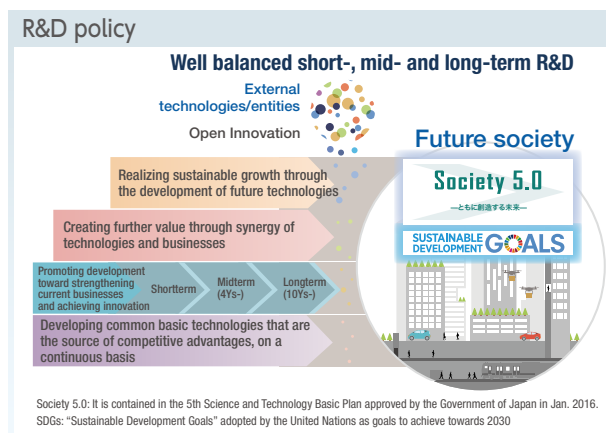 R&D policy
Well balanced short-, mid- and long-term R&D
External
technologies/entities
Open Innovation
Future society
Realizing sustainable growth through
the development of future technologies
Society 5.0
―ともに創造する未来―
Creating further value through synergy of
technologies and businesses
SUSTAINABLE
DEVELOPMENT
GOALS
Promoting development
toward strengthening
current businesses
and achieving innovation
Shortterm
Midterm
(4Ys-)
Longterm
(10Ys-)
Developing common basic technologies that are
the source of competitive advantages, on a
continuous basis
Society 5.0: It is contained in the 5th Science and Technology Basic Plan approved by the Government of Japan in Jan. 2016.
SDGs: “Sustainable Development Goals” adopted by the United Nations as goals to achieve towards 2030